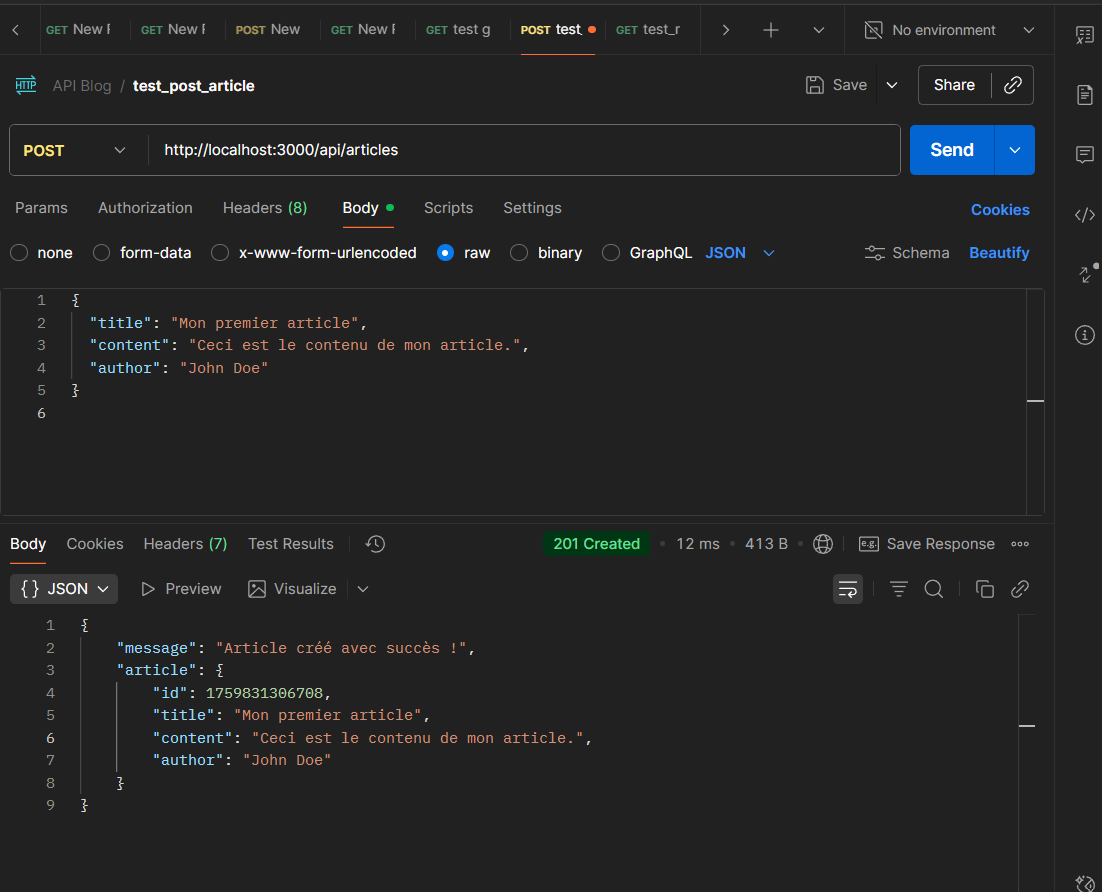 GET New F GET New F POST New GET New F GET test g POST test_ GET test_r No environment
HTTP API Blog / test_post_article Save Share
POST http://localhost:3000/api/articles Send
Params Authorization Headers (8) Body Scripts Settings Cookies
none form-data x-www-form-urlencoded raw binary GraphQL JSON Schema Beautify
1 {
2 "title": "Mon premier article",
3 "content": "Ceci est le contenu de mon article.",
4 "author": "John Doe"
5 }
6
Body Cookies Headers (7) Test Results 201 Created • 12 ms • 413 B • e.g. Save Response
{} JSON Preview Visualize
1 {
2 "message": "Article créé avec succès !",
3 "article": {
4 "id": 1759831306708,
5 "title": "Mon premier article",
6 "content": "Ceci est le contenu de mon article.",
7 "author": "John Doe"
8 }
9 }